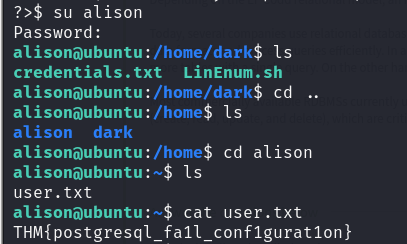 ?>$ su alison
Password:
alison@ubuntu:/home/dark$ ls
credentials.txt  LinEnum.sh
alison@ubuntu:/home/dark$ cd ..
alison@ubuntu:/home$ ls
alison  dark
alison@ubuntu:/home$ cd alison
alison@ubuntu:~$ ls
user.txt
alison@ubuntu:~$ cat user.txt
THM{postgresql_fa1l_conf1gurat1on}